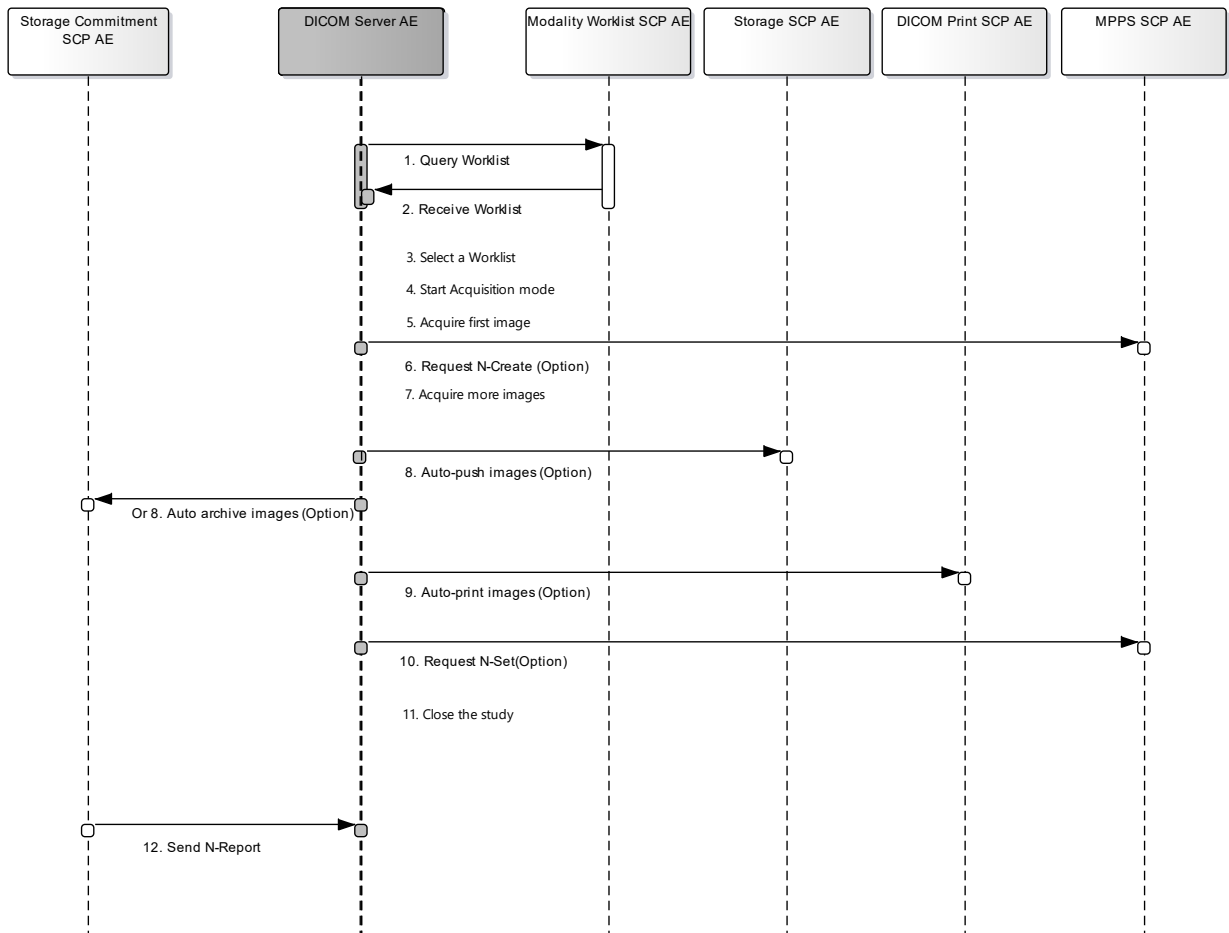 Storage Commitment
SCP AE
DICOM Server AE
Modality Worklist SCP AE
Storage SCP AE
DICOM Print SCP AE
MPPS SCP AE
1. Query Worklist
2. Receive Worklist
3. Select a Worklist
4. Start Acquisition mode
5. Acquire first image
6. Request N-Create (Option)
7. Acquire more images
8. Auto-push images (Option)
Or 8. Auto archive images (Option)
9. Auto-print images (Option)
10. Request N-Set(Option)
11. Close the study
12. Send N-Report